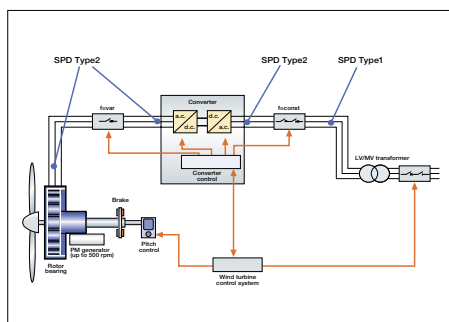 SPD Type2
SPD Type2
SPD Type1
Converter
f=var
f=const
a.c.
d.c.
d.c.
a.c.
Converter
control
LV/MV transformer
Brake
Rotor
bearing
PM generator
(up to 500 rpm)
Pitch
control
Wind turbine
control system